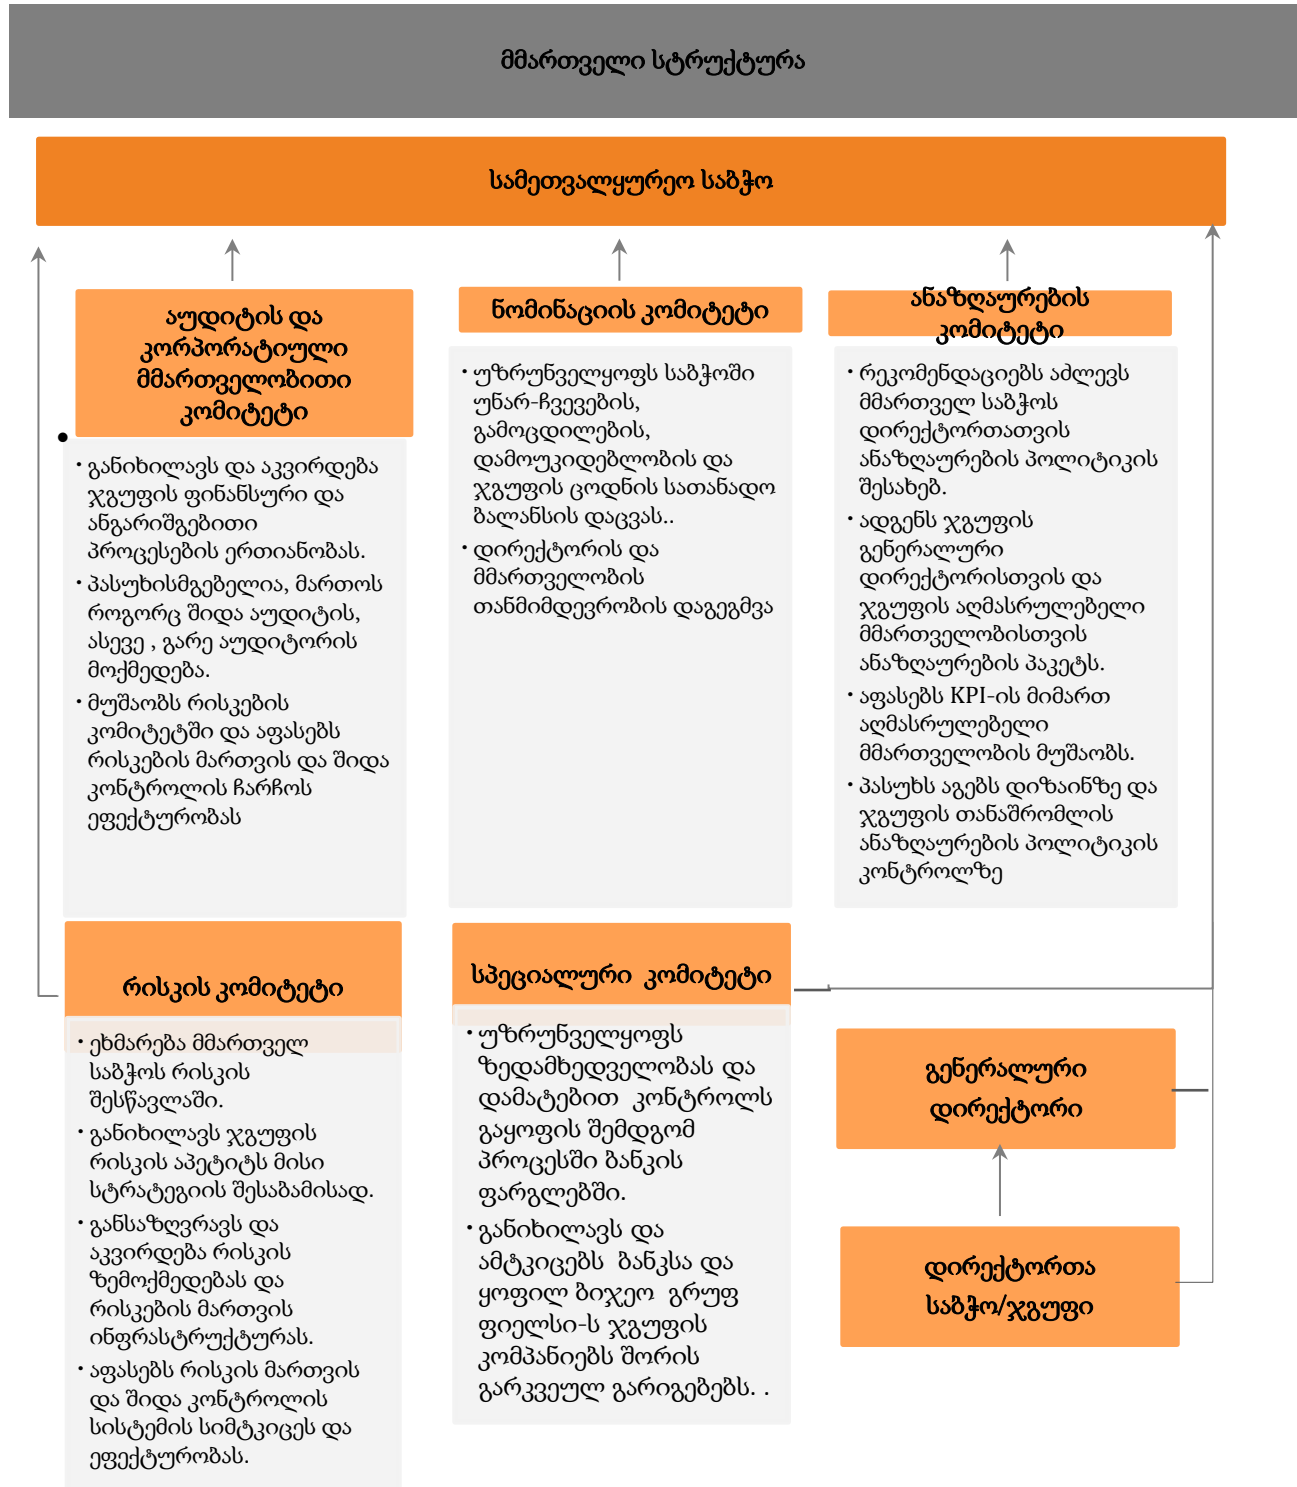 მმართველი სტრუქტურა
სამეთვალყურეო საბჭო
აუდიტის და
კორპორატიული
მმართველობითი
კომიტეტი
• განიხილავს და აკვირდება
ჯგუფის ფინანსური და
ანგარიშგებითი
პროცესების ერთიანობას.
• პასუხისმგებელია, მართოს
როგორც შიდა აუდიტის,
ასევე , გარე აუდიტორის
მოქმედება.
• მუშაობს რისკების
კომიტეტში და აფასებს
რისკების მართვის და შიდა
კონტროლის ჩარჩოს
ეფექტურობას
ნომინაციის კომიტეტი
• უზრუნველყოფს საბჭოში
უნარ-ჩვევების,
გამოცდილების,
დამოუკიდებლობის და
ჯგუფის ცოდნის სათანადო
ბალანსის დაცვას..
• დირექტორის და
მმართველობის
თანმიმდევრობის დაგეგმვა
ანაზღაურების
კომიტეტი
• რეკომენდაციებს აძლევს
მმართველ საბჭოს
დირექტორთათვის
ანაზღაურების პოლიტიკის
შესახებ.
• ადგენს ჯგუფის
გენერალური
დირექტორისთვის და
ჯგუფის აღმასრულებელი
მმართველობისთვის
ანაზღაურების პაკეტს.
• აფასებს KPI-ის მიმართ
აღმასრულებელი
მმართველობის მუშაობს.
• პასუხს აგებს დიზაინზე და
ჯგუფის თანაშრომლის
ანაზღაურების პოლიტიკის
კონტროლზე
რისკის კომიტეტი
• ეხმარება მმართველ
საბჭოს რისკის
შესწავლაში.
• განიხილავს ჯგუფის
რისკის აპეტიტს მისი
სტრატეგიის შესაბამისად.
• განსაზღვრავს და
აკვირდება რისკის
ზემოქმედებას და
რისკების მართვის
ინფრასტრუქტურას.
• აფასებს რისკის მართვის
და შიდა კონტროლის
სისტემის სიმტკიცეს და
ეფექტურობას.
სპეციალური კომიტეტი
• უზრუნველყოფს
ზედამხედველობას და
დამატებით კონტროლს
გაყოფის შემდგომ
პროცესში ბანკის
ფარგლებში.
• განიხილავს და
ამტკიცებს ბანკსა და
ყოფილ ბიჯეო გრუფ
ფიელსი-ს ჯგუფის
კომპანიებს შორის
გარკვეულ გარიგებებს. .
გენერალური
დირექტორი
დირექტორთა
საბჭო/ჯგუფი